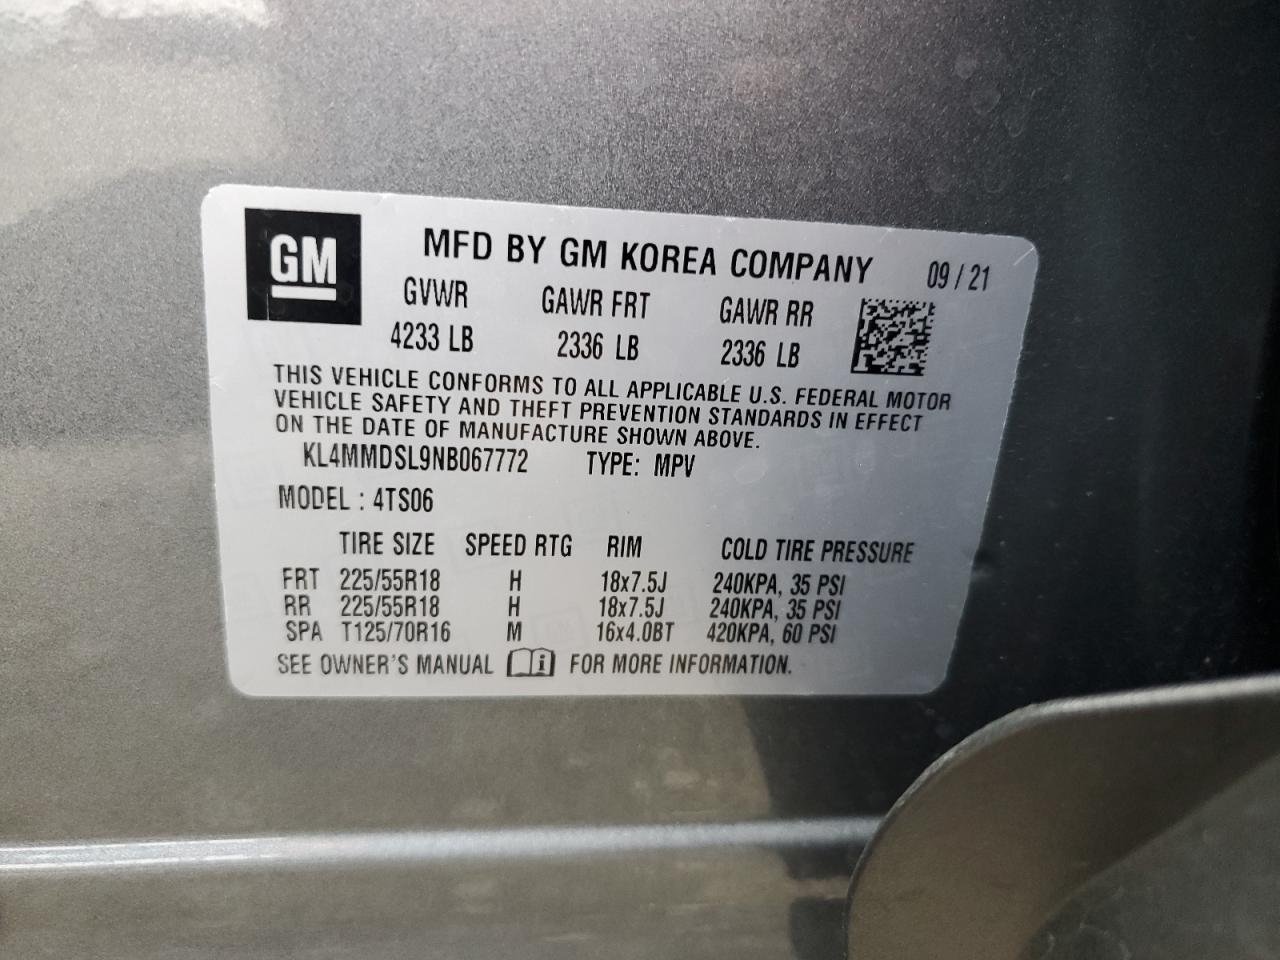 GM
MFD BY GM KOREA COMPANY 09 / 21
GVWR GAWR FRT GAWR RR
4233 LB 2336 LB 2336 LB
THIS VEHICLE CONFORMS TO ALL APPLICABLE U.S. FEDERAL MOTOR
VEHICLE SAFETY AND THEFT PREVENTION STANDARDS IN EFFECT
ON THE DATE OF MANUFACTURE SHOWN ABOVE.
KL4MMDSL9NB067772 TYPE: MPV
MODEL : 4TS06
TIRE SIZE SPEED RTG RIM COLD TIRE PRESSURE
FRT 225/55R18 H 18x7.5J 240KPA, 35 PSI
RR 225/55R18 H 18x7.5J 240KPA, 35 PSI
SPA T125/70R16 M 16x4.0BT 420KPA, 60 PSI
SEE OWNER'S MANUAL i FOR MORE INFORMATION.